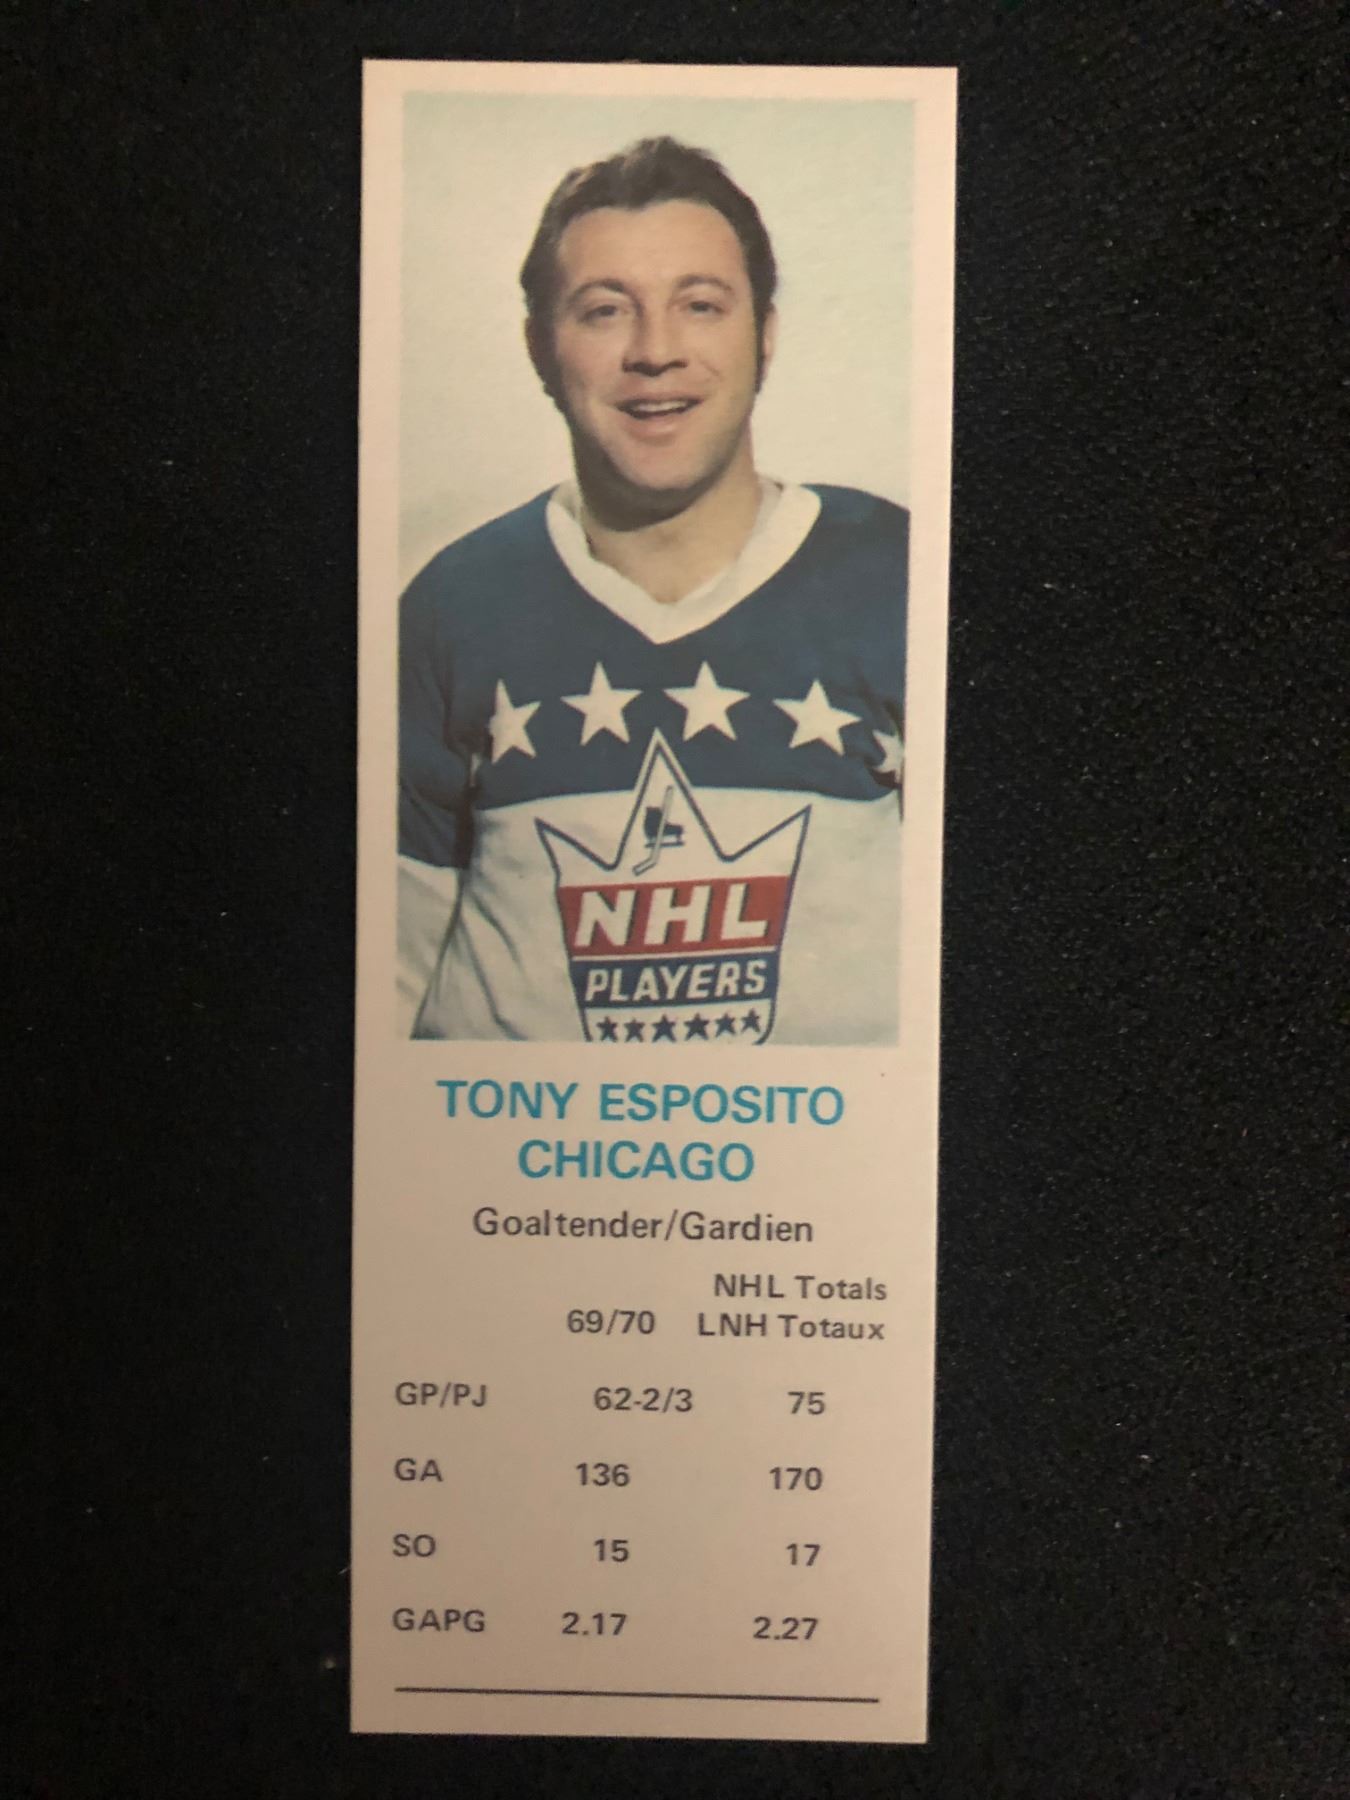 NHL
PLAYERS
TONY ESPOSITO
CHICAGO
Goaltender/Gardien
NHL Totals
69/70 LNH Totaux
GP/PJ 62-2/3 75
GA 136 170
SO 15 17
GAPG 2.17 2.27